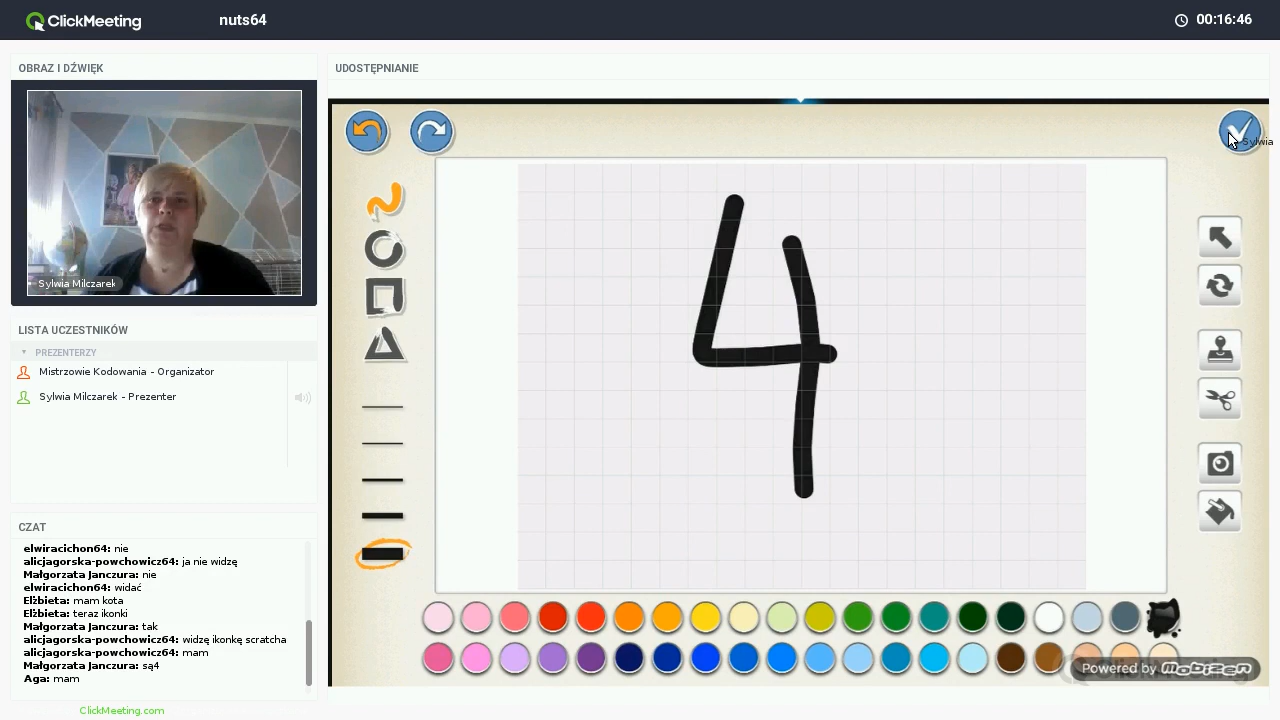 ClickMeeting
nuts64
00:16:46
OBRAZ I DŹWIĘK
UDOSTĘPNIANIE
Sylwia
4
Sylwia Milczarek
LISTA UCZESTNIKÓW
PREZENTERZY
Mistrzowie Kodowania - Organizator
Sylwia Milczarek - Prezenter
CZAT
elwiracichon64: nie
alicjagorska-powchowicz64: ja nie widzę
Małgorzata Janczura: nie
elwiracichon64: widać
Elżbieta: mam kota
Elżbieta: teraz ikonki
Małgorzata Janczura: tak
alicjagorska-powchowicz64: widzę ikonkę scratcha
alicjagorska-powchowicz64: mam
Małgorzata Janczura: są4
Aga: mam
Powered by Mobizen
ClickMeeting.com